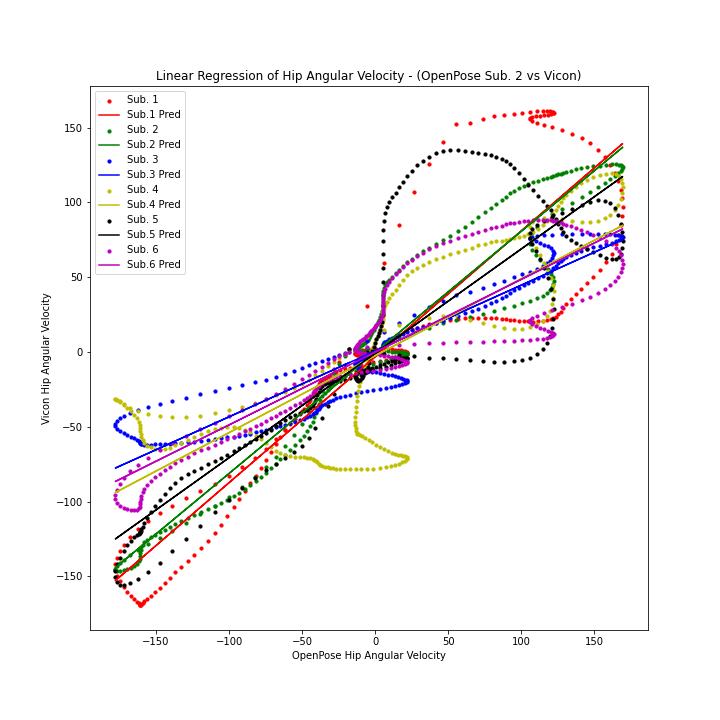 Linear Regression of Hip Angular Velocity - (OpenPose Sub. 2 vs Vicon)
Sub. 1
Sub.1 Pred
Sub. 2
Sub.2 Pred
Sub. 3
Sub.3 Pred
Sub. 4
Sub.4 Pred
Sub. 5
Sub.5 Pred
Sub. 6
Sub.6 Pred
150
100
50
0
−50
−100
−150
Vicon Hip Angular Velocity
−150 −100 −50 0 50 100 150
OpenPose Hip Angular Velocity